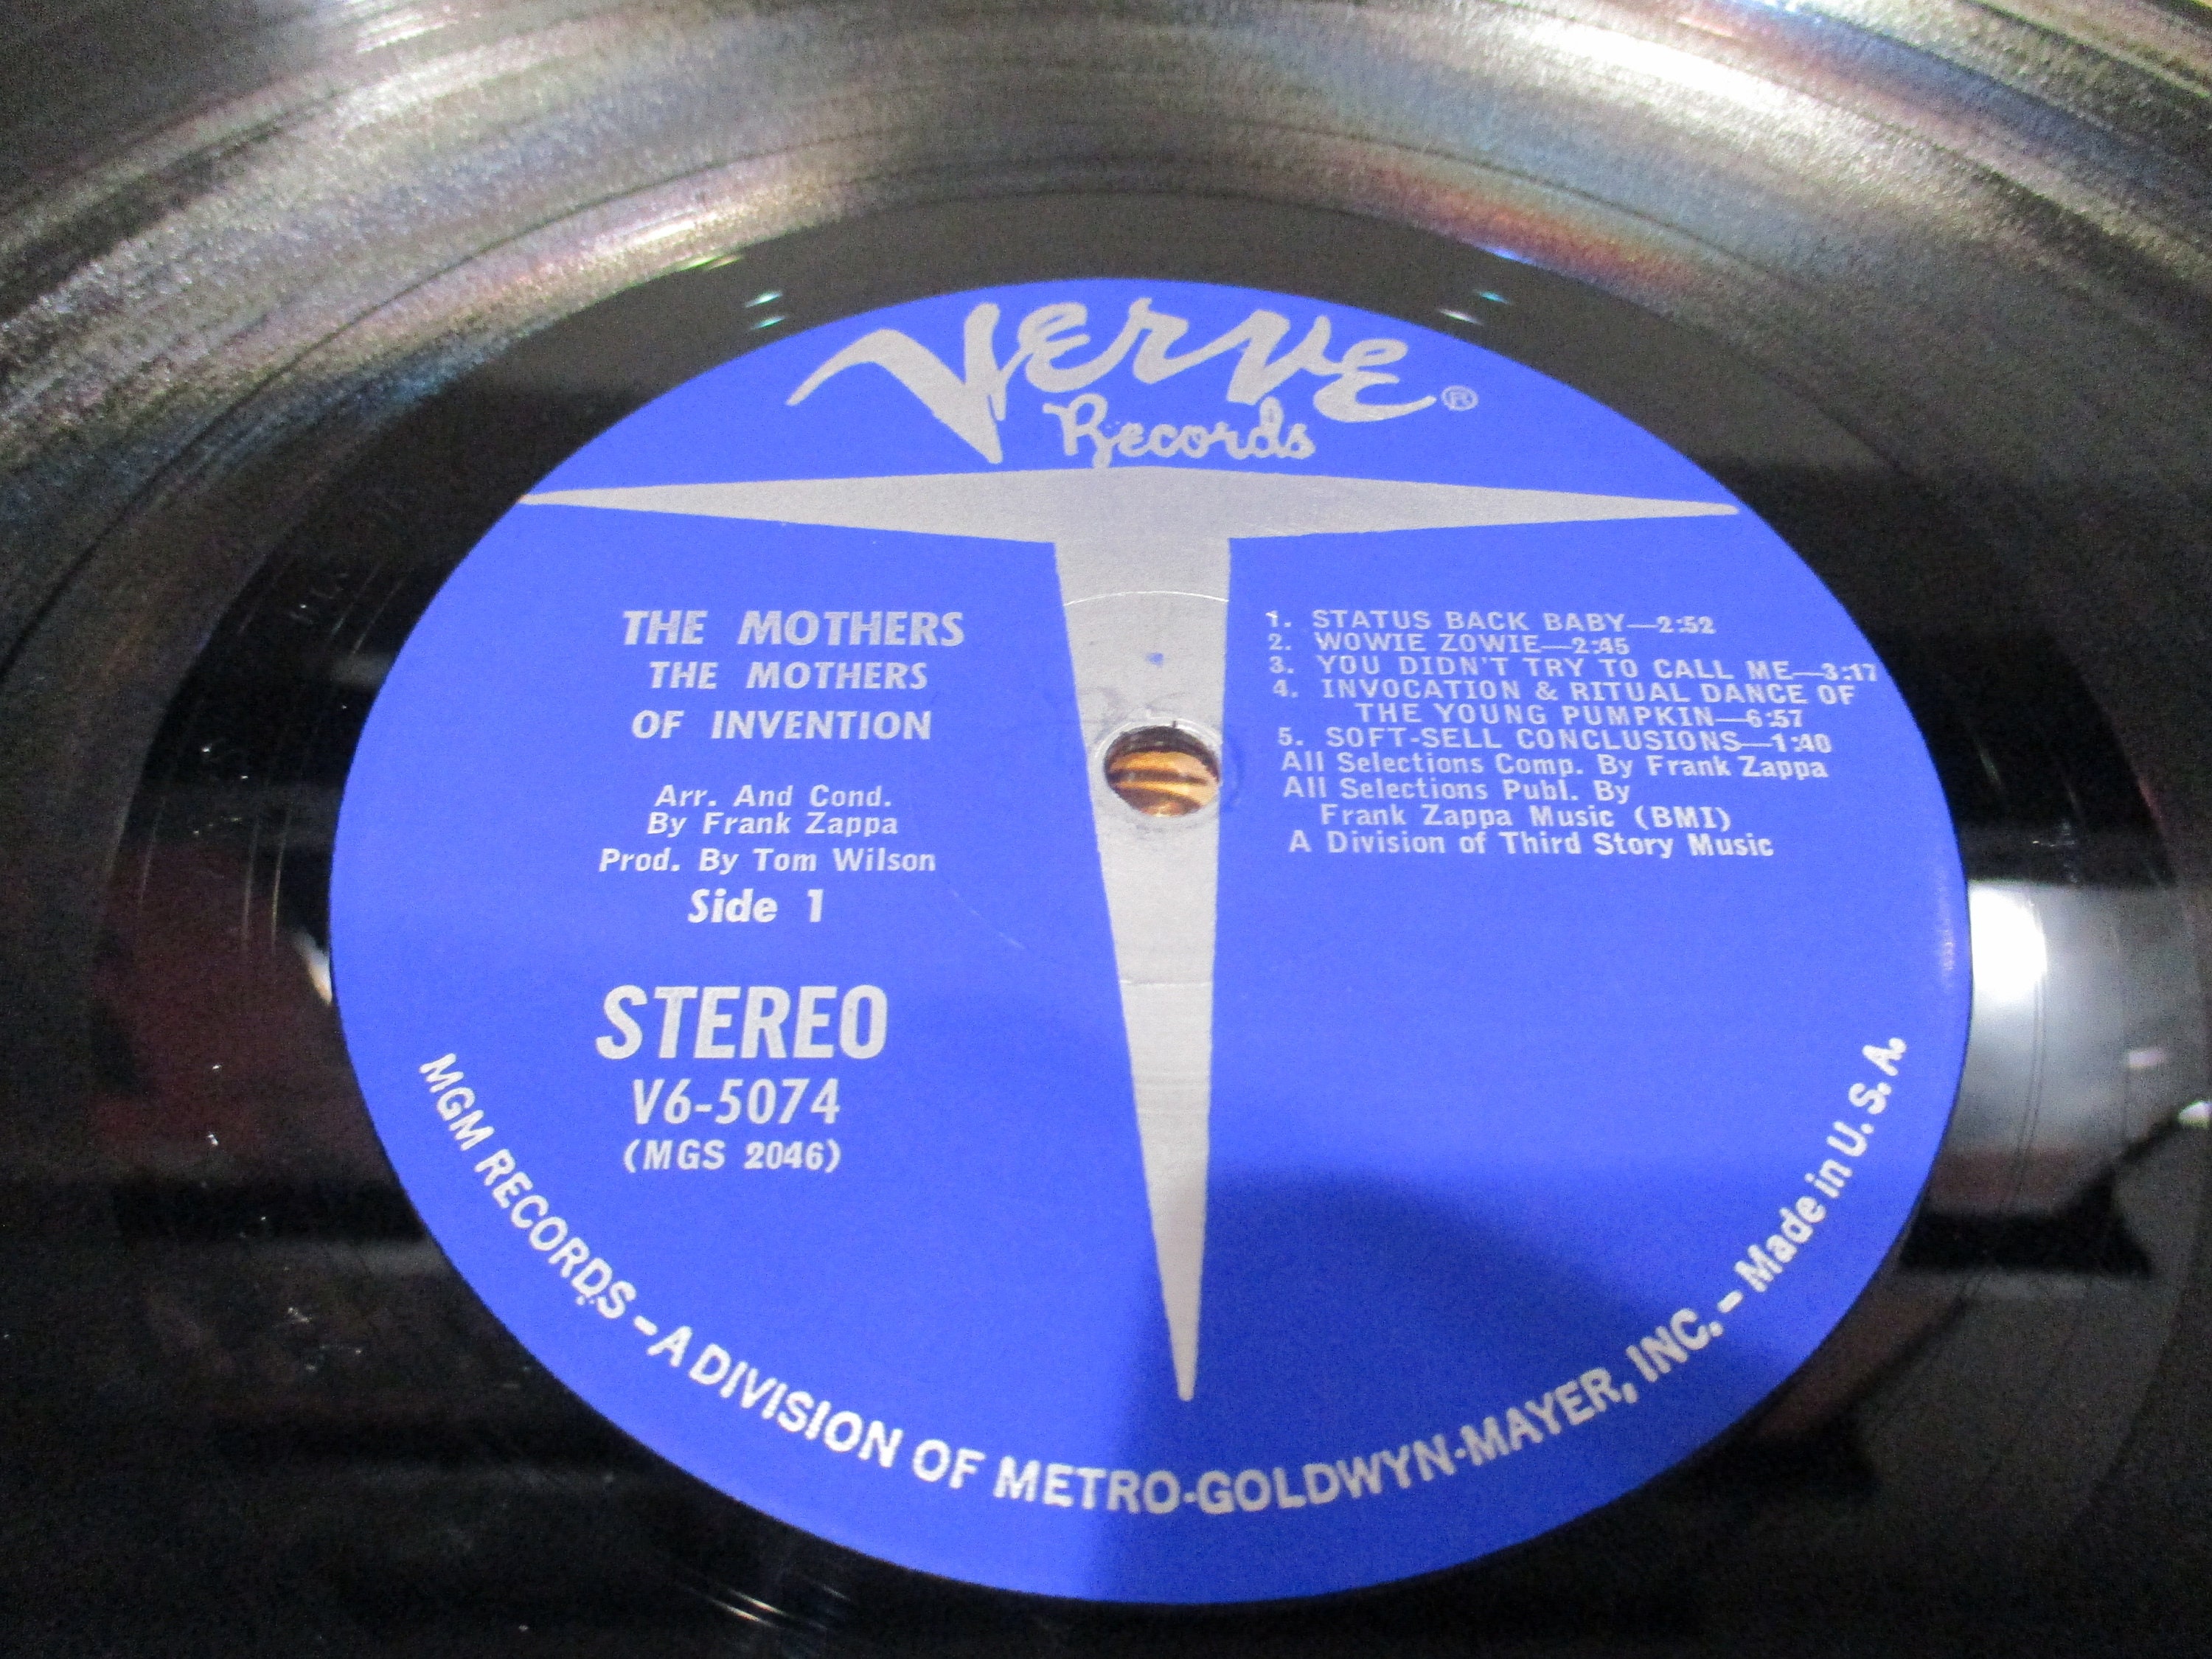 Verve®
Records
THE MOTHERS
THE MOTHERS
OF INVENTION
Arr. And Cond.
By Frank Zappa
Prod. By Tom Wilson
Side 1
STEREO
V6-5074
(MGS 2046)
1. STATUS BACK BABY—2:52
2. WOWIE ZOWIE—2:45
3. YOU DIDN'T TRY TO CALL ME—3:17
4. INVOCATION & RITUAL DANCE OF
THE YOUNG PUMPKIN—6:57
5. SOFT-SELL CONCLUSIONS—1:40
All Selections Comp. By Frank Zappa
All Selections Publ. By
Frank Zappa Music (BMI)
A Division of Third Story Music
MGM RECORDS – A DIVISION OF METRO-GOLDWYN-MAYER, INC. – Made in U.S.A.